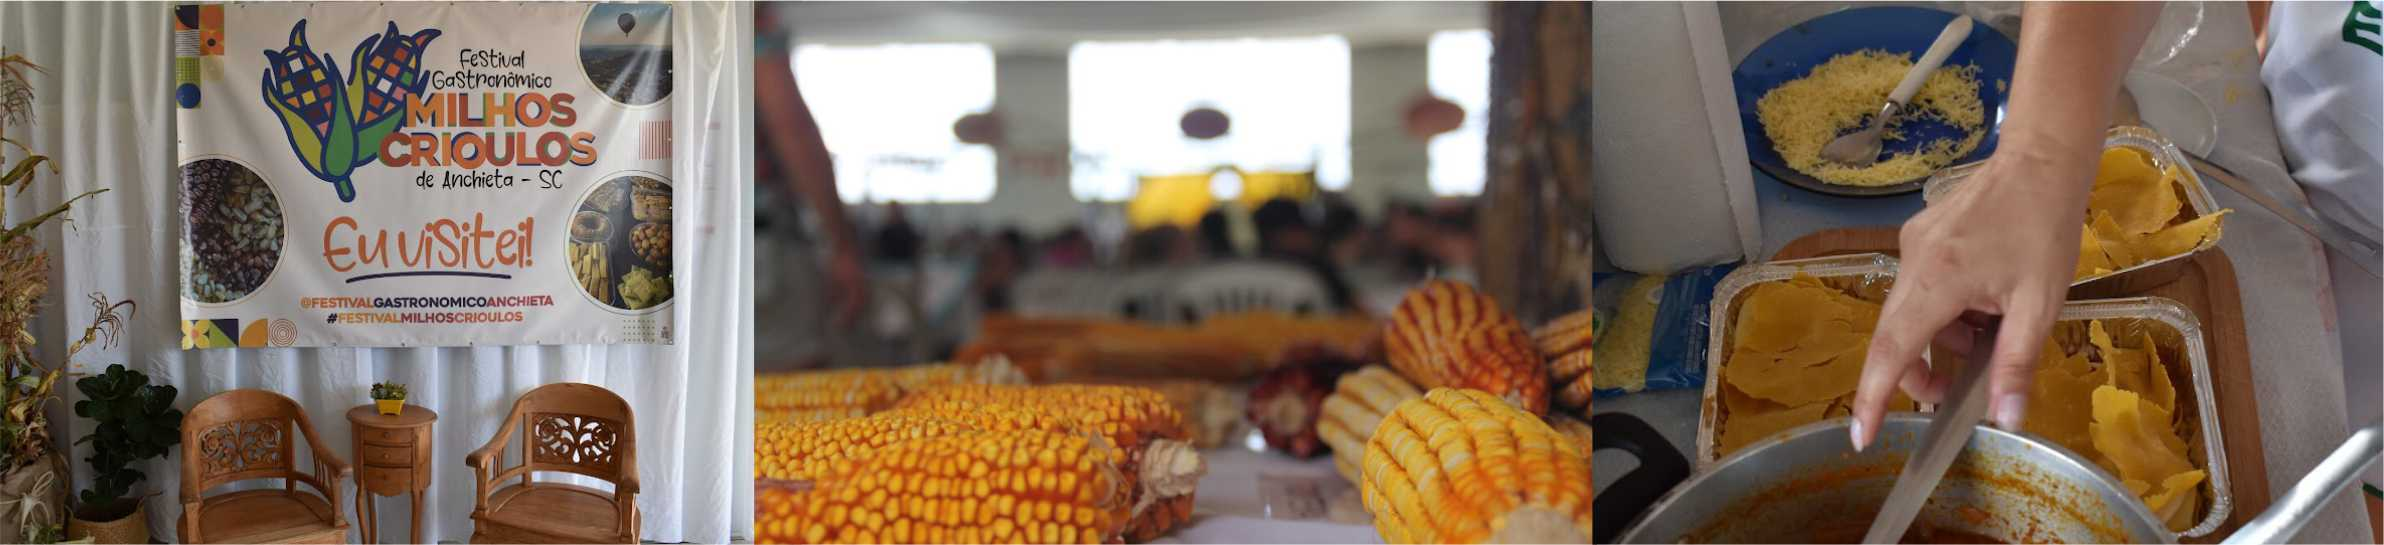 Festival
Gastronômico
MILHOS
CRIOULOS
de Anchieta - SC
Eu visitei!
@FESTIVALGASTRONOMICOANCHIETA
#FESTIVALMILHOSCRIOULOS